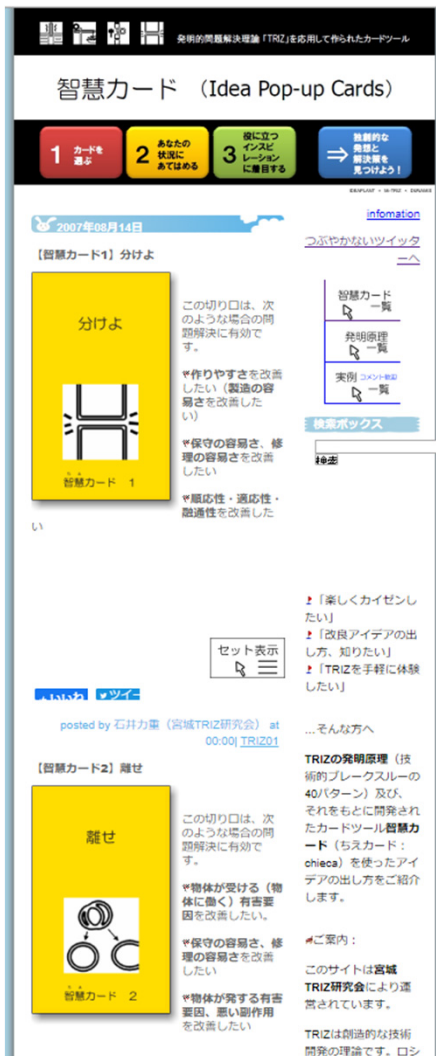 発明的問題解決理論「TRIZ」を応用して作られたカードツール
智慧カード （Idea Pop-up Cards）
1 カードを
選ぶ
2 あなたの
状況に
あてはめる
3 役に立つ
インスピ
レーション
に着目する
⇒ 独創的な
発想と
解決策を
見つけよう！
2007年08月14日
【智慧カード1】分けよ
分けよ
智慧カード 1
ちえ
この切り口は、次
のような場合の問
題解決に有効で
す。
作りやすさを改善
したい（製造の容
易さを改善した
い）
保守の容易さ、修
理の容易さを改善
したい
順応性・適応性・
融通性を改善した
い
セット表示
いいね
ツイー
posted by 石井力重（宮城TRIZ研究会） at
00:00| TRIZ01
【智慧カード2】離せ
離せ
ちえ
智慧カード 2
この切り口は、次
のような場合の問
題解決に有効で
す。
物体が受ける（物
体に働く）有害要
因を改善したい。
保守の容易さ、修
理の容易さを改善
したい
物体が発する有害
要因、悪い副作用
を改善したい
infomation
つぶやかないツイッタ
ーへ
智慧カード
一覧
発明原理
一覧
実例 コメント歓迎
一覧
検索ボックス
検索
「楽しくカイゼンし
たい」
「改良アイデアの出
し方、知りたい」
「TRIZを手軽に体験
したい」
...そんな方へ
TRIZの発明原理（技
術的ブレークスルーの
40パターン）及び、
それをもとに開発され
たカードツール智慧カ
ード（ちえカード：
chieca）を使ったアイ
デアの出し方をご紹介
します。
ご案内：
このサイトは宮城
TRIZ研究会により運
営されています。
TRIZは創造的な技術
開発の理論です。ロシ